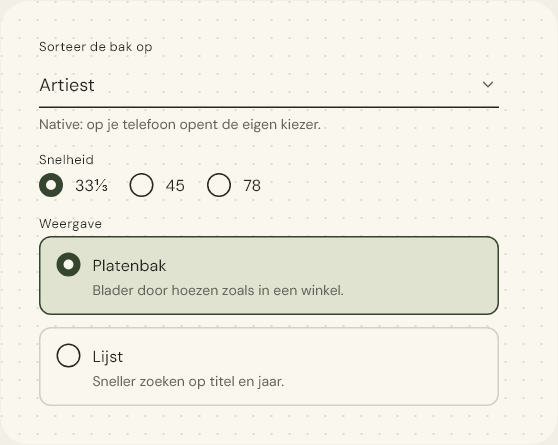 Sorteer de bak op
Artiest
Native: op je telefoon opent de eigen kiezer.
Snelheid
33⅓ 45 78
Weergave
Platenbak
Blader door hoezen zoals in een winkel.
Lijst
Sneller zoeken op titel en jaar.